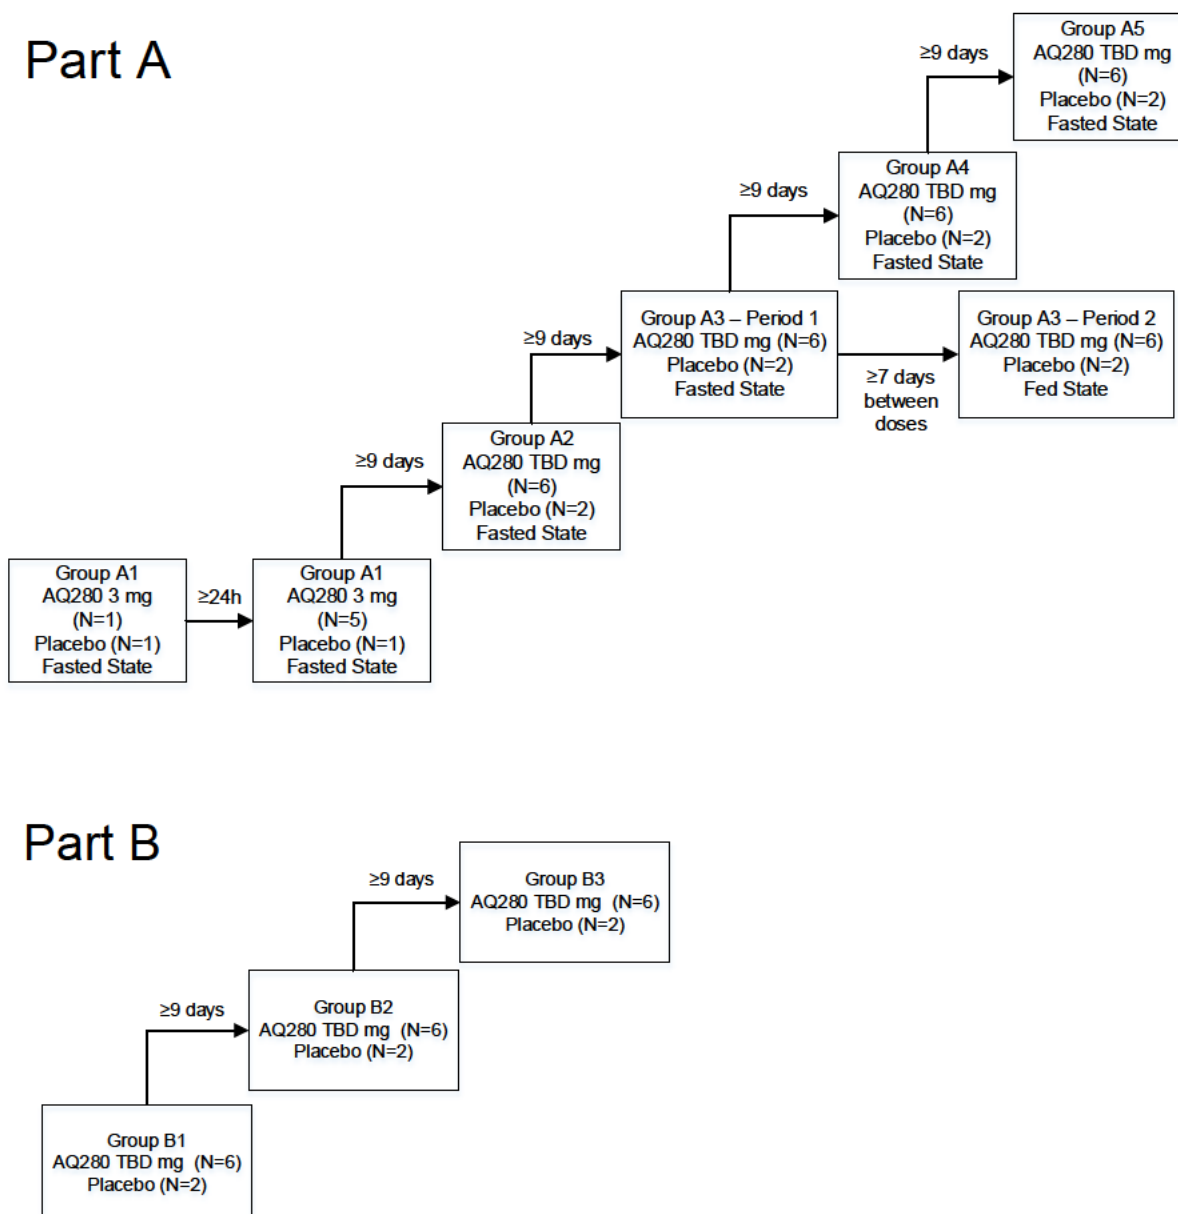 Part A
Group A1
AQ280 3 mg
(N=1)
Placebo (N=1)
Fasted State
≥24h
Group A1
AQ280 3 mg
(N=5)
Placebo (N=1)
Fasted State
≥9 days
Group A2
AQ280 TBD mg
(N=6)
Placebo (N=2)
Fasted State
≥9 days
Group A3 – Period 1
AQ280 TBD mg (N=6)
Placebo (N=2)
Fasted State
≥7 days
between
doses
Group A3 – Period 2
AQ280 TBD mg (N=6)
Placebo (N=2)
Fed State
≥9 days
Group A4
AQ280 TBD mg
(N=6)
Placebo (N=2)
Fasted State
≥9 days
Group A5
AQ280 TBD mg
(N=6)
Placebo (N=2)
Fasted State
Part B
Group B1
AQ280 TBD mg (N=6)
Placebo (N=2)
≥9 days
Group B2
AQ280 TBD mg (N=6)
Placebo (N=2)
≥9 days
Group B3
AQ280 TBD mg (N=6)
Placebo (N=2)